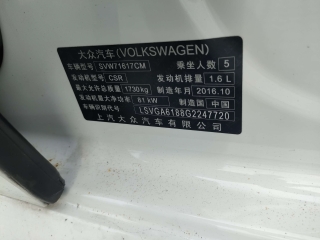 大众汽车(VOLKSWAGEN)
车辆型号 SVW71617CM 乘坐人数 5
发动机型号 CSR 发动机排量 1.6 L
最大允许总质量 1730kg 制造年月 2016.10
发动机最大净功率 81 kW 制造国 中国
车辆识别代号 LSVGA6188G2247720
上汽大众汽车有限公司